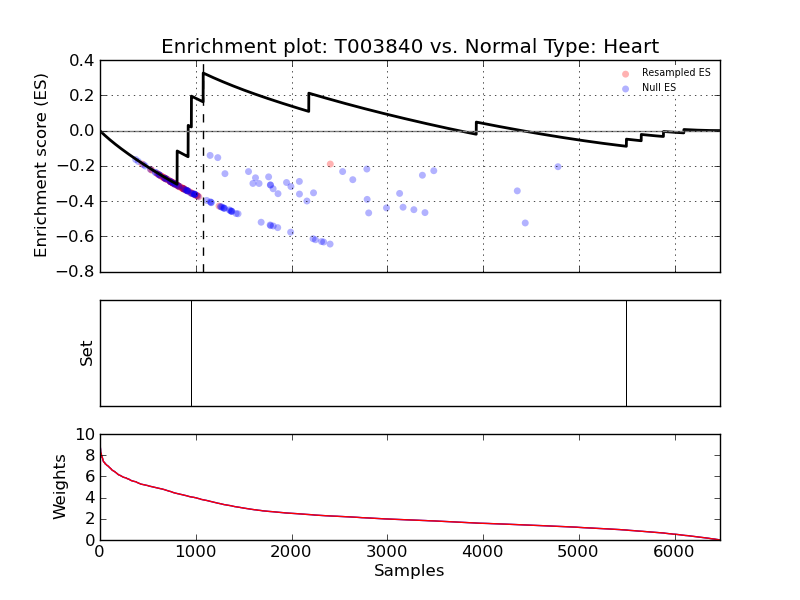 Enrichment plot: T003840 vs. Normal Type: Heart
Enrichment score (ES)
0.4
0.2
0.0
−0.2
−0.4
−0.6
−0.8
Resampled ES
Null ES
Set
Weights
10
8
6
4
2
0
0 1000 2000 3000 4000 5000 6000
Samples